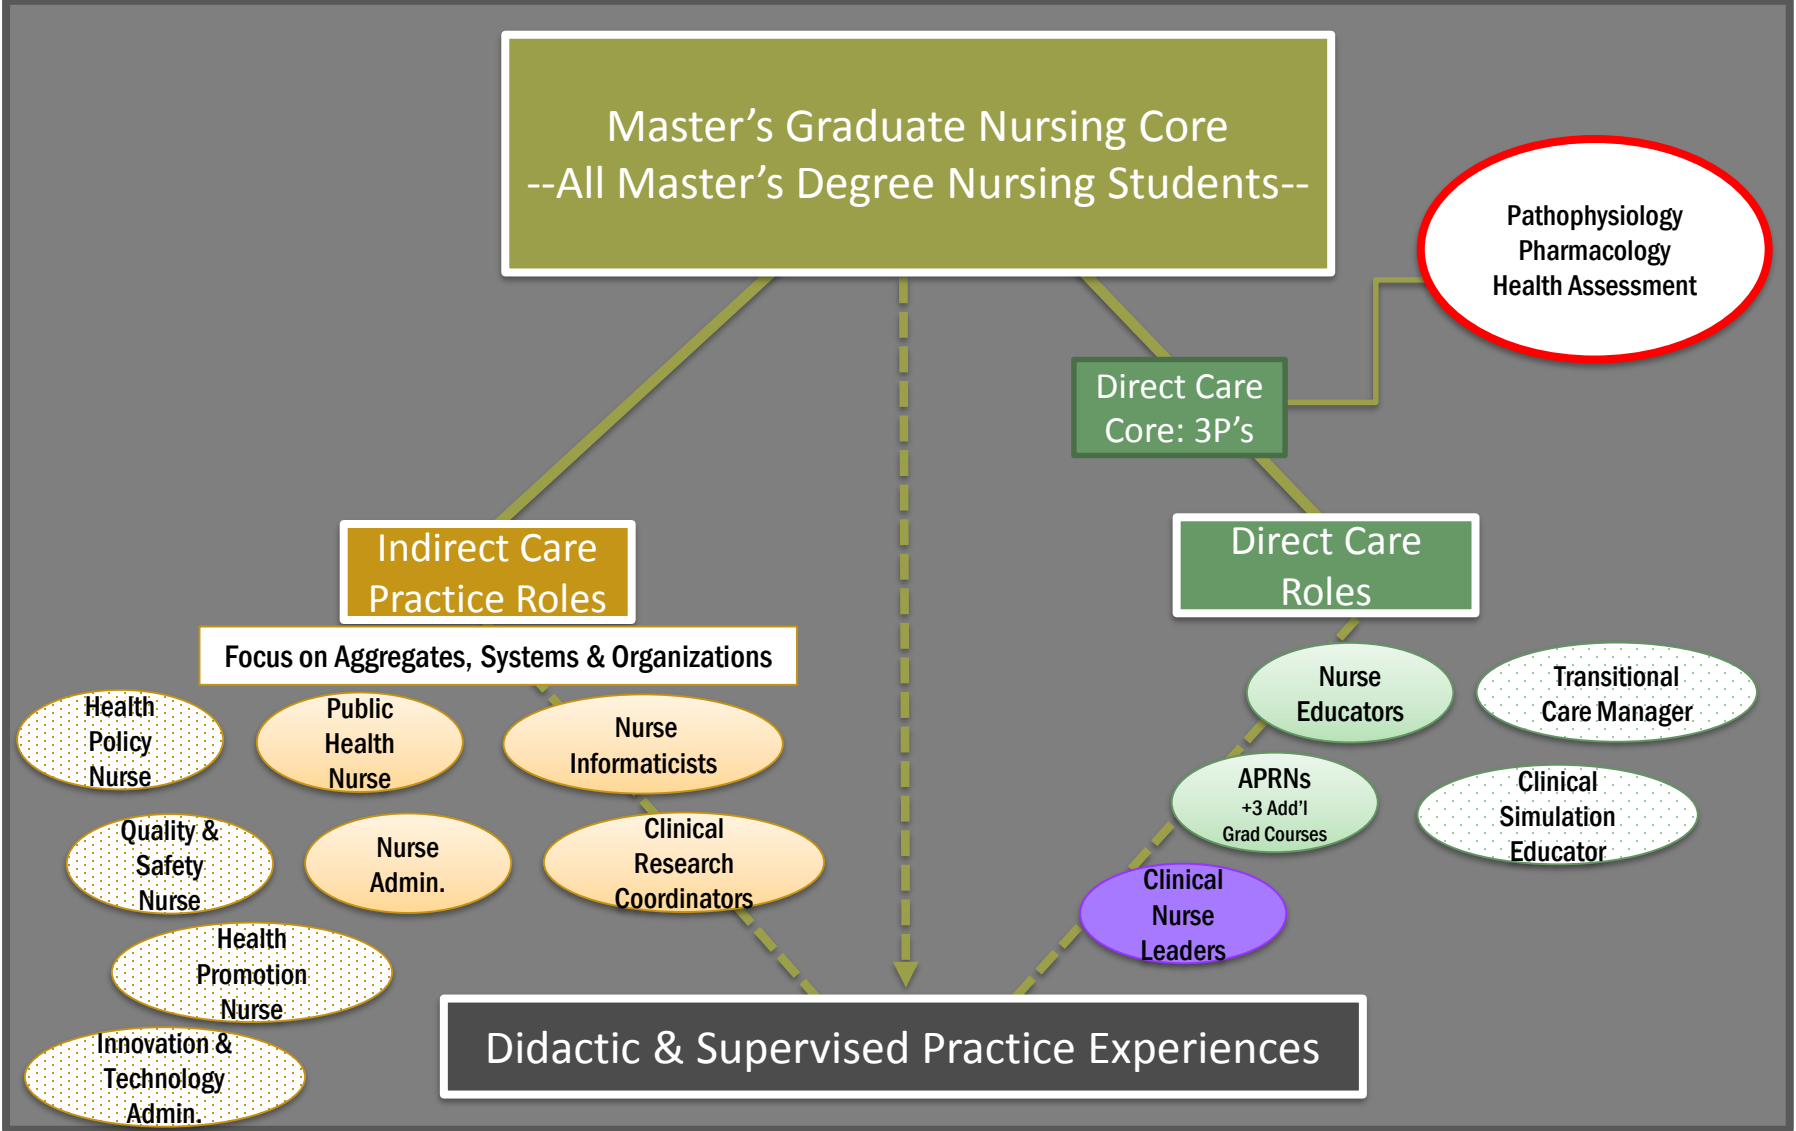 Master’s Graduate Nursing Core
--All Master’s Degree Nursing Students--
Pathophysiology
Pharmacology
Health Assessment
Direct Care
Core: 3P’s
Indirect Care
Practice Roles
Direct Care
Roles
Focus on Aggregates, Systems & Organizations
Health
Policy
Nurse
Public
Health
Nurse
Nurse
Informaticists
Nurse
Educators
Transitional
Care Manager
Quality &
Safety
Nurse
Nurse
Admin.
Clinical
Research
Coordinators
APRNs
+3 Add’l
Grad Courses
Clinical
Simulation
Educator
Clinical
Nurse
Leaders
Health
Promotion
Nurse
Innovation &
Technology
Admin.
Didactic & Supervised Practice Experiences